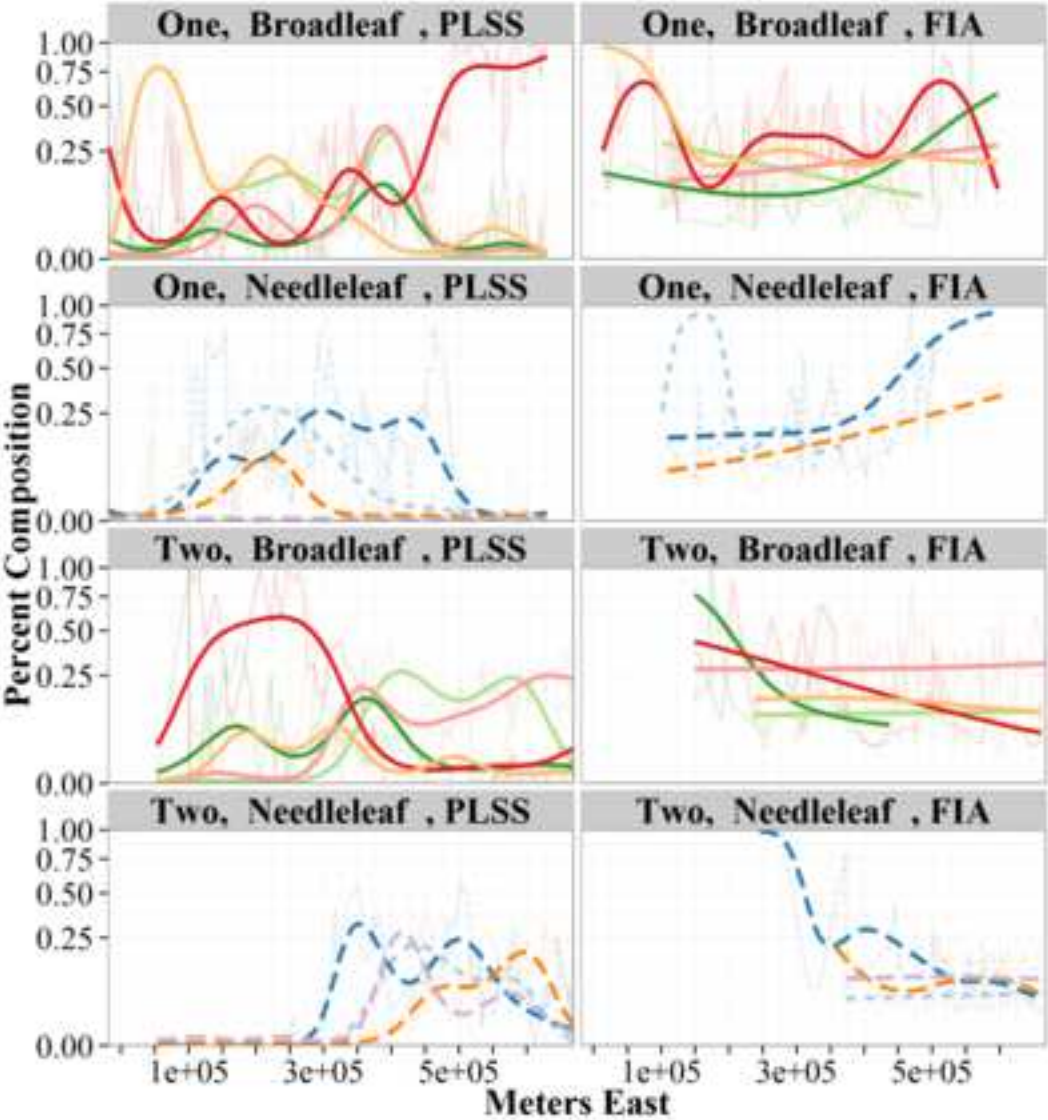 One, Broadleaf , PLSS
One, Broadleaf , FIA
1.00
0.75
0.50
0.25
0.00
One, Needleleaf , PLSS
One, Needleleaf , FIA
1.00
0.75
0.50
0.25
0.00
Percent Composition
Two, Broadleaf , PLSS
Two, Broadleaf , FIA
1.00
0.75
0.50
0.25
0.00
Two, Needleleaf , PLSS
Two, Needleleaf , FIA
1.00
0.75
0.50
0.25
0.00
1e+05 3e+05 5e+05
1e+05 3e+05 5e+05
Meters East